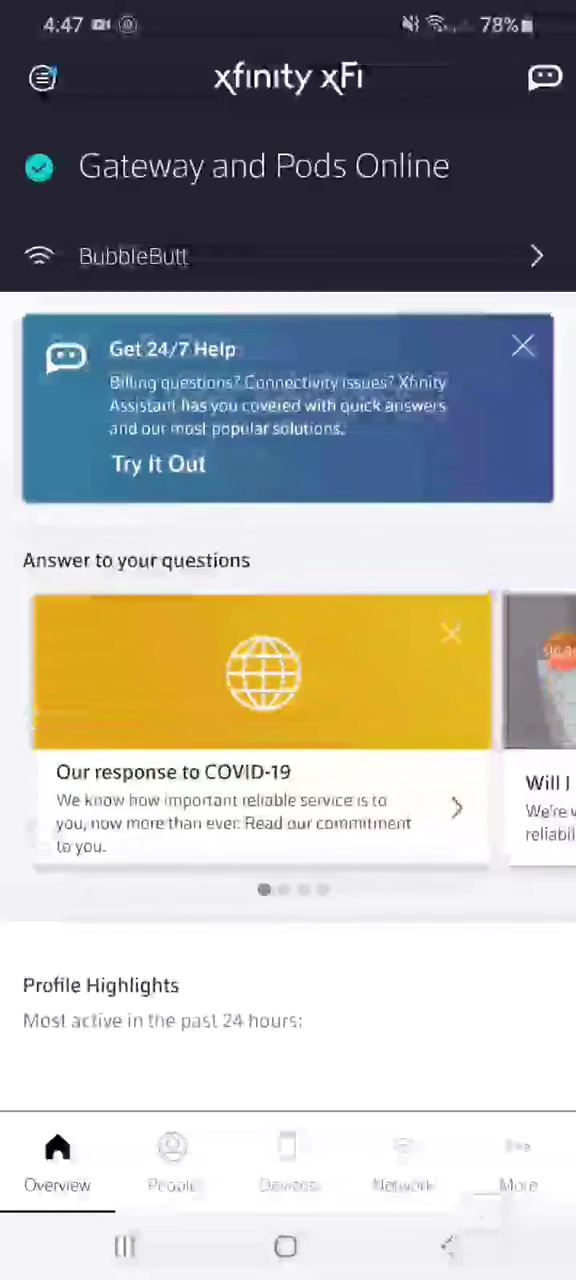 4:47 78%
xfinity xFi
Gateway and Pods Online
BubbleButt
Get 24/7 Help
Billing questions? Connectivity issues? Xfinity
Assistant has you covered with quick answers
and our most popular solutions.
Try It Out
Answer to your questions
Our response to COVID-19
We know how important reliable service is to
you, now more than ever. Read our commitment
to you.
Will I
We're
reliabil
Profile Highlights
Most active in the past 24 hours:
Overview People Devices Network More